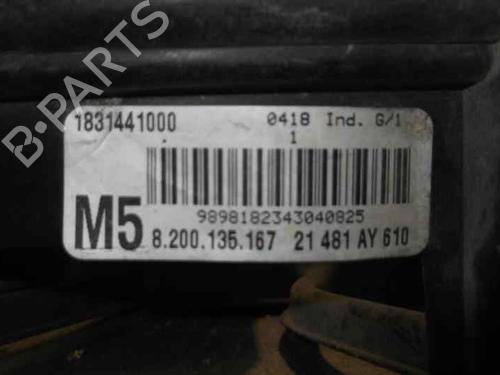 B-PARTS
1831441000 0418 Ind. G/1
1
9898182343040825
M5 8.200.135.167 21 481 AY 610